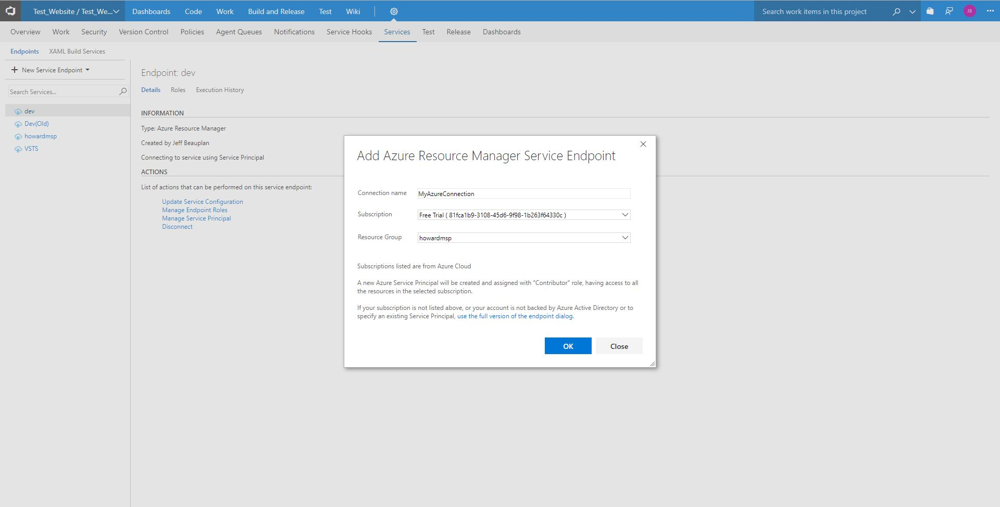 Test_Website / Test_We... Dashboards Code Work Build and Release Test Wiki Search work items in this project JB
Overview Work Security Version Control Policies Agent Queues Notifications Service Hooks Services Test Release Dashboards
Endpoints XAML Build Services
New Service Endpoint
Search Services...
dev
Dev(Old)
howardmsp
VSTS
Endpoint: dev
Details Roles Execution History
INFORMATION
Type: Azure Resource Manager
Created by Jeff Beauplan
Connecting to service using Service Principal
ACTIONS
List of actions that can be performed on this service endpoint:
Update Service Configuration
Manage Endpoint Roles
Manage Service Principal
Disconnect
Add Azure Resource Manager Service Endpoint
Connection name MyAzureConnection
Subscription Free Trial ( 81fca1b9-3108-45d6-9f98-1b263f64330c )
Resource Group howardmsp
Subscriptions listed are from Azure Cloud
A new Azure Service Principal will be created and assigned with "Contributor" role, having access to all
the resources in the selected subscription.
If your subscription is not listed above, or your account is not backed by Azure Active Directory or to
specify an existing Service Principal, use the full version of the endpoint dialog.
OK Close